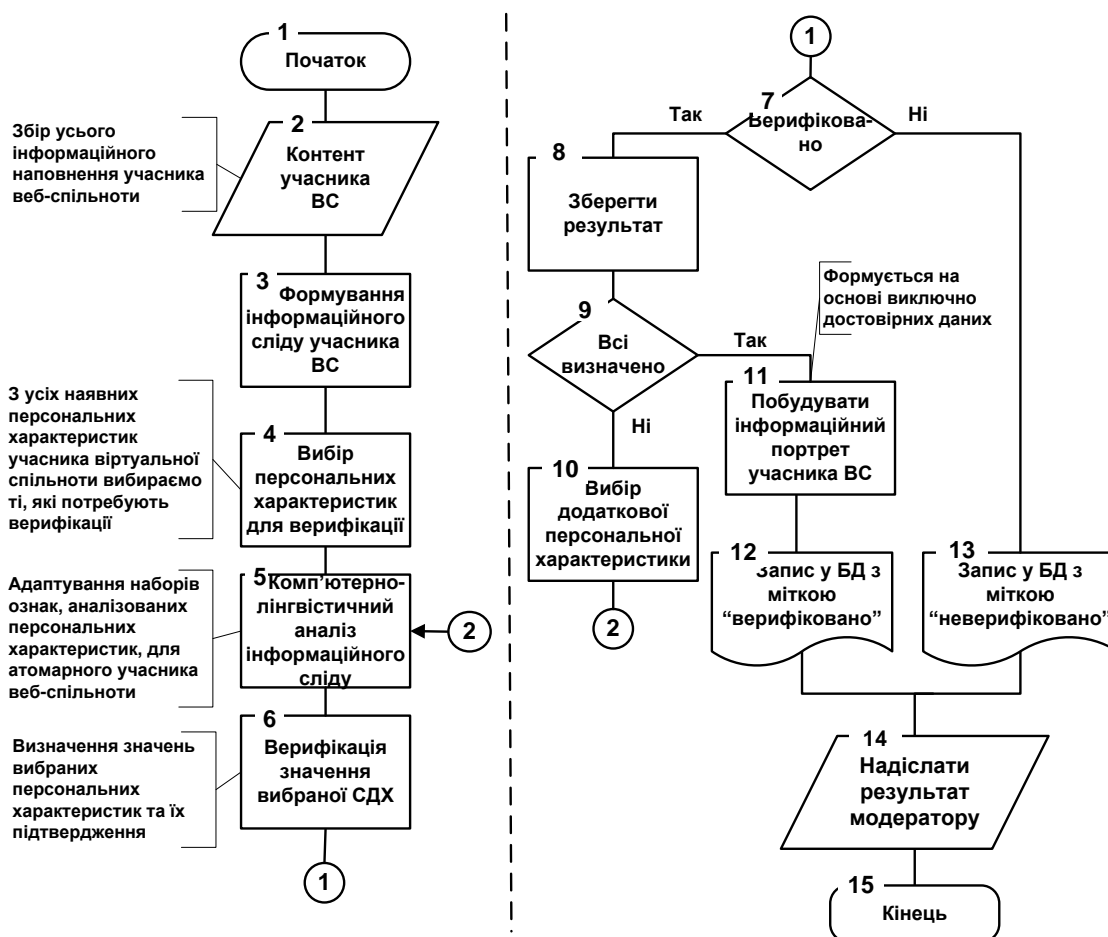 1
Початок
Збір усього
інформаційного
наповнення учасника
веб-спільноти
2
Контент
учасника
ВС
3
Формування
інформаційного
сліду учасника
ВС
З усіх наявних
персональних
характеристик
учасника віртуальної
спільноти вибираємо
ті, які потребують
верифікації
4
Вибір
персональних
характеристик
для верифікації
Адаптування наборів
ознак, аналізованих
персональних
характеристик, для
атомарного учасника
веб-спільноти
5
Комп’ютерно-
лінгвістичний
аналіз
інформаційного
сліду
2
Визначення значень
вибраних
персональних
характеристик та їх
підтвердження
6
Верифікація
значення
вибраної СДХ
1
1
7
Верифікова-
но
Так
Ні
8
Зберегти
результат
Формується на
основі виключно
достовірних даних
9
Всі
визначено
Так
Ні
11
Побудувати
інформаційний
портрет
учасника ВС
10
Вибір
додаткової
персональної
характеристики
2
12
Запис у БД з
міткою
“верифіковано”
13
Запис у БД з
міткою
“неверифіковано”
14
Надіслати
результат
модератору
15
Кінець